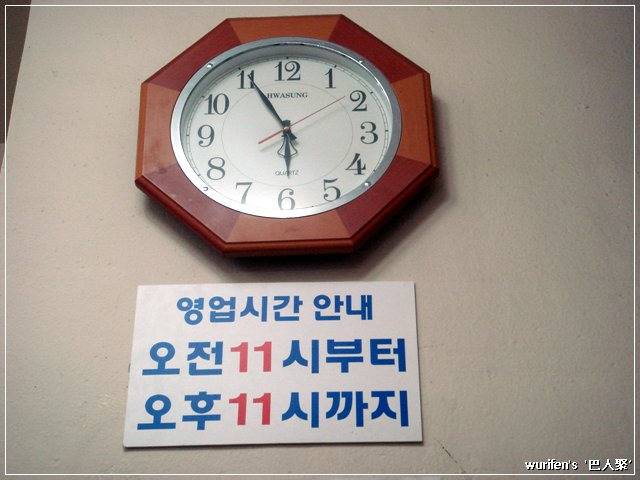 11 12 1
10 2
9 3
8 4
7 6 5
HWASUNG
QUARTZ
영업시간 안내
오전11시부터
오후11시까지
wurifen's '巴人聚'